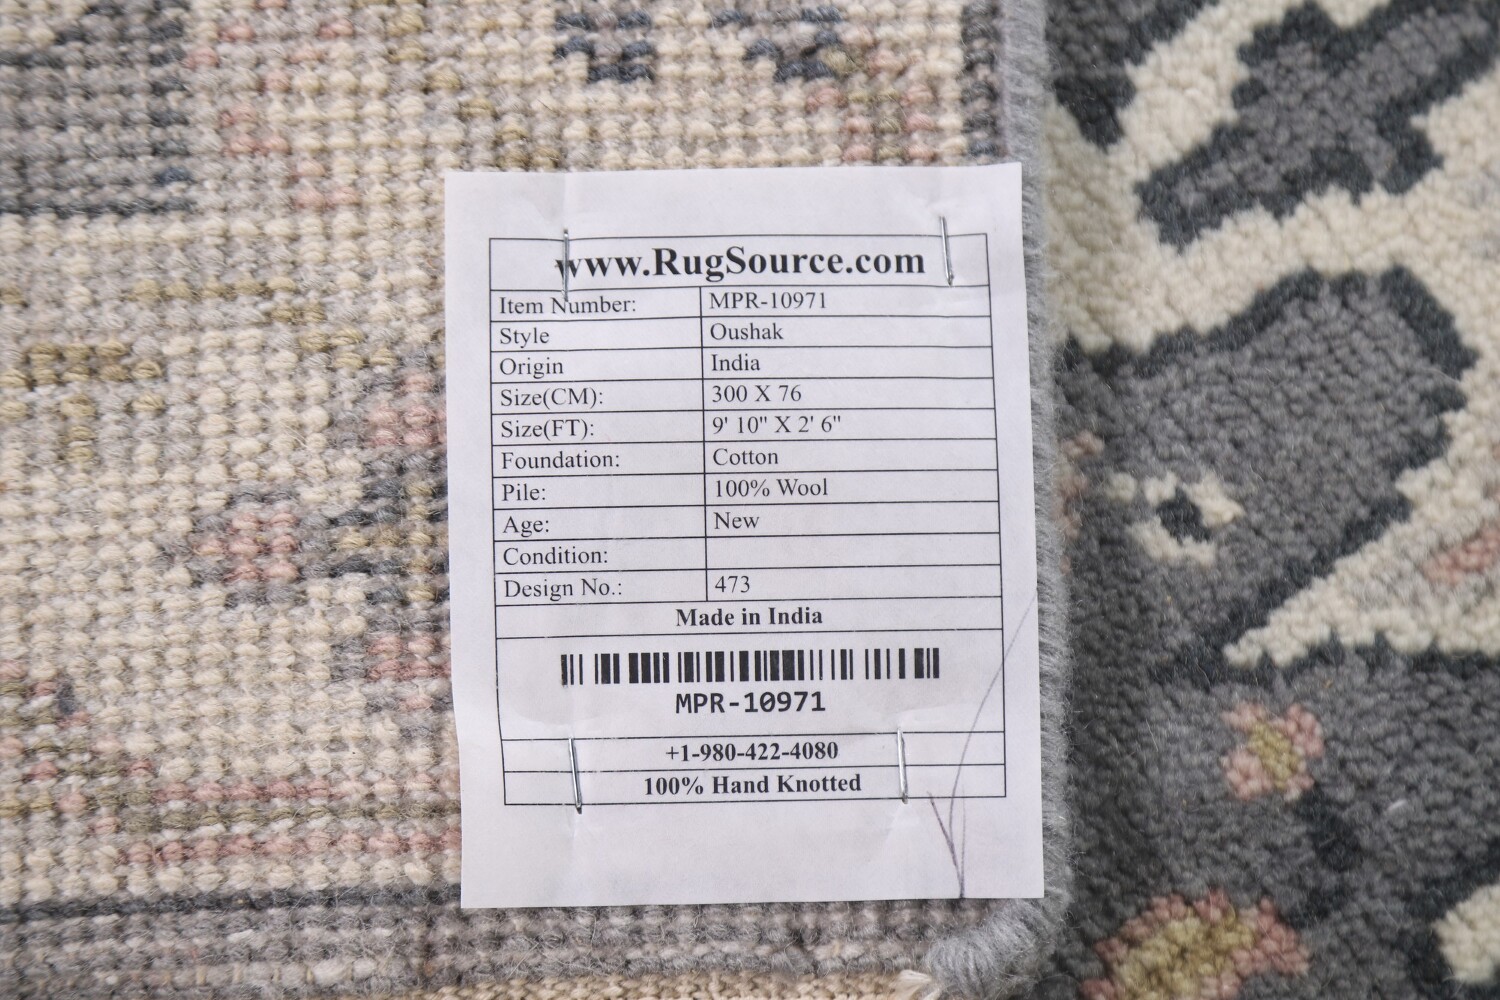 www.RugSource.com
Item Number: MPR-10971
Style Oushak
Origin India
Size(CM): 300 X 76
Size(FT): 9' 10" X 2' 6"
Foundation: Cotton
Pile: 100% Wool
Age: New
Condition:
Design No.: 473
Made in India
MPR-10971
+1-980-422-4080
100% Hand Knotted